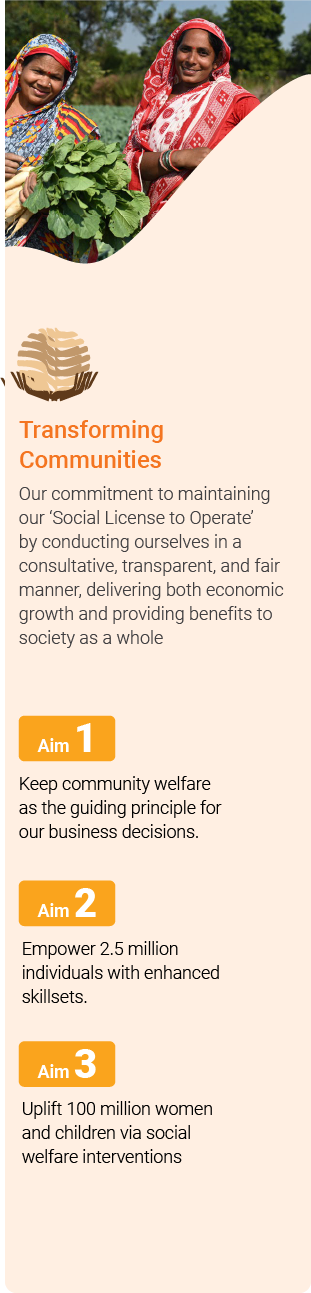 Transforming
Communities
Our commitment to maintaining
our ‘Social License to Operate’
by conducting ourselves in a
consultative, transparent, and fair
manner, delivering both economic
growth and providing benefits to
society as a whole
Aim 1
Keep community welfare
as the guiding principle for
our business decisions.
Aim 2
Empower 2.5 million
individuals with enhanced
skillsets.
Aim 3
Uplift 100 million women
and children via social
welfare interventions